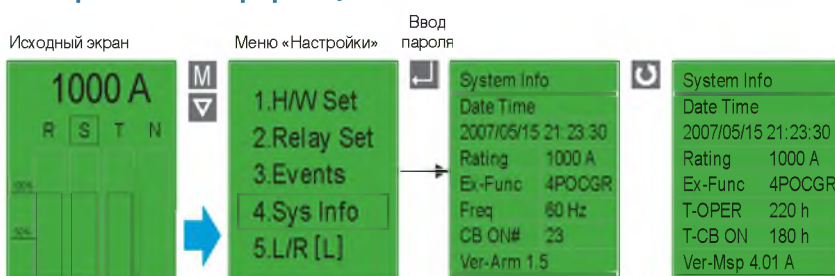 Исходный экран
1000 A
R S T N
100%
50%
M
Меню «Настройки»
1.H/W Set
2.Relay Set
3.Events
4.Sys Info
5.L/R [L]
Ввод
пароля
System Info
Date Time
2007/05/15 21:23:30
Rating 1000 A
Ex-Func 4POCGR
Freq 60 Hz
CB ON# 23
Ver-Arm 1.5
System Info
Date Time
2007/05/15 21:23:30
Rating 1000 A
Ex-Func 4POCGR
T-OPER 220 h
T-CB ON 180 h
Ver-Msp 4.01 A